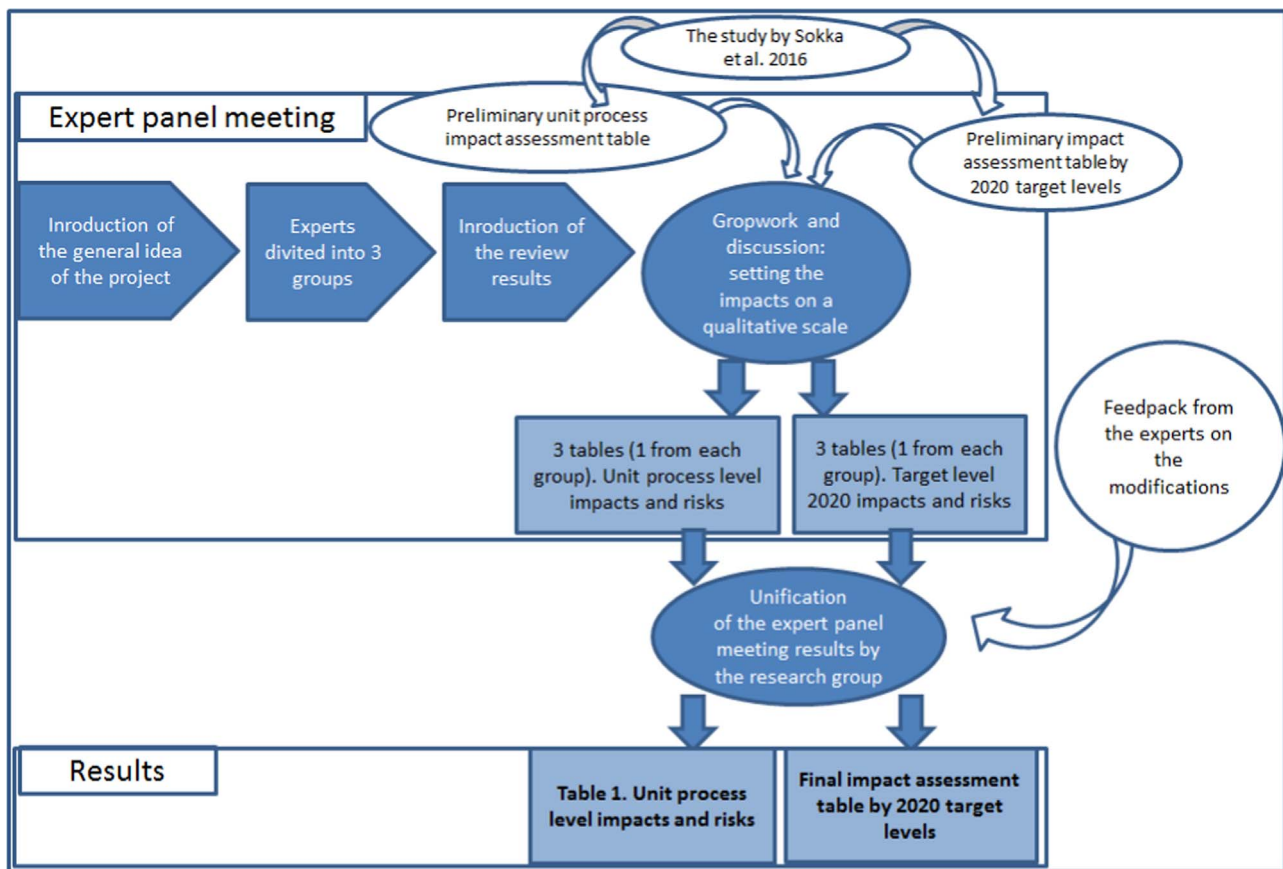 The study by Sokka
et al. 2016
Expert panel meeting
Preliminary unit process
impact assessment table
Preliminary impact
assessment table by
2020 target levels
Inroduction of
the general idea
of the project
Experts
divited into 3
groups
Inroduction of
the review
results
Gropwork and
discussion:
setting the
impacts on a
qualitative scale
3 tables (1 from each
group). Unit process level
impacts and risks
3 tables (1 from each
group). Target level
2020 impacts and risks
Feedpack from
the experts on
the
modifications
Unification
of the expert panel
meeting results by
the research group
Results
Table 1. Unit process
level impacts and risks
Final impact assessment
table by 2020 target
levels